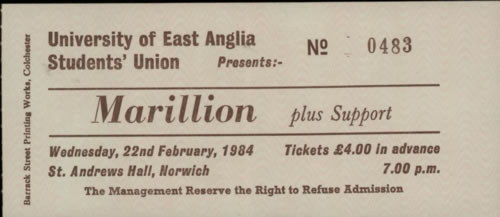 University of East Anglia
Students' Union Presents:-
Nº 0483
Marillion plus Support
Wednesday, 22nd February, 1984 Tickets £4.00 in advance
St. Andrews Hall, Norwich 7.00 p.m.
The Management Reserve the Right to Refuse Admission
Barrack Street Printing Works, Colchester